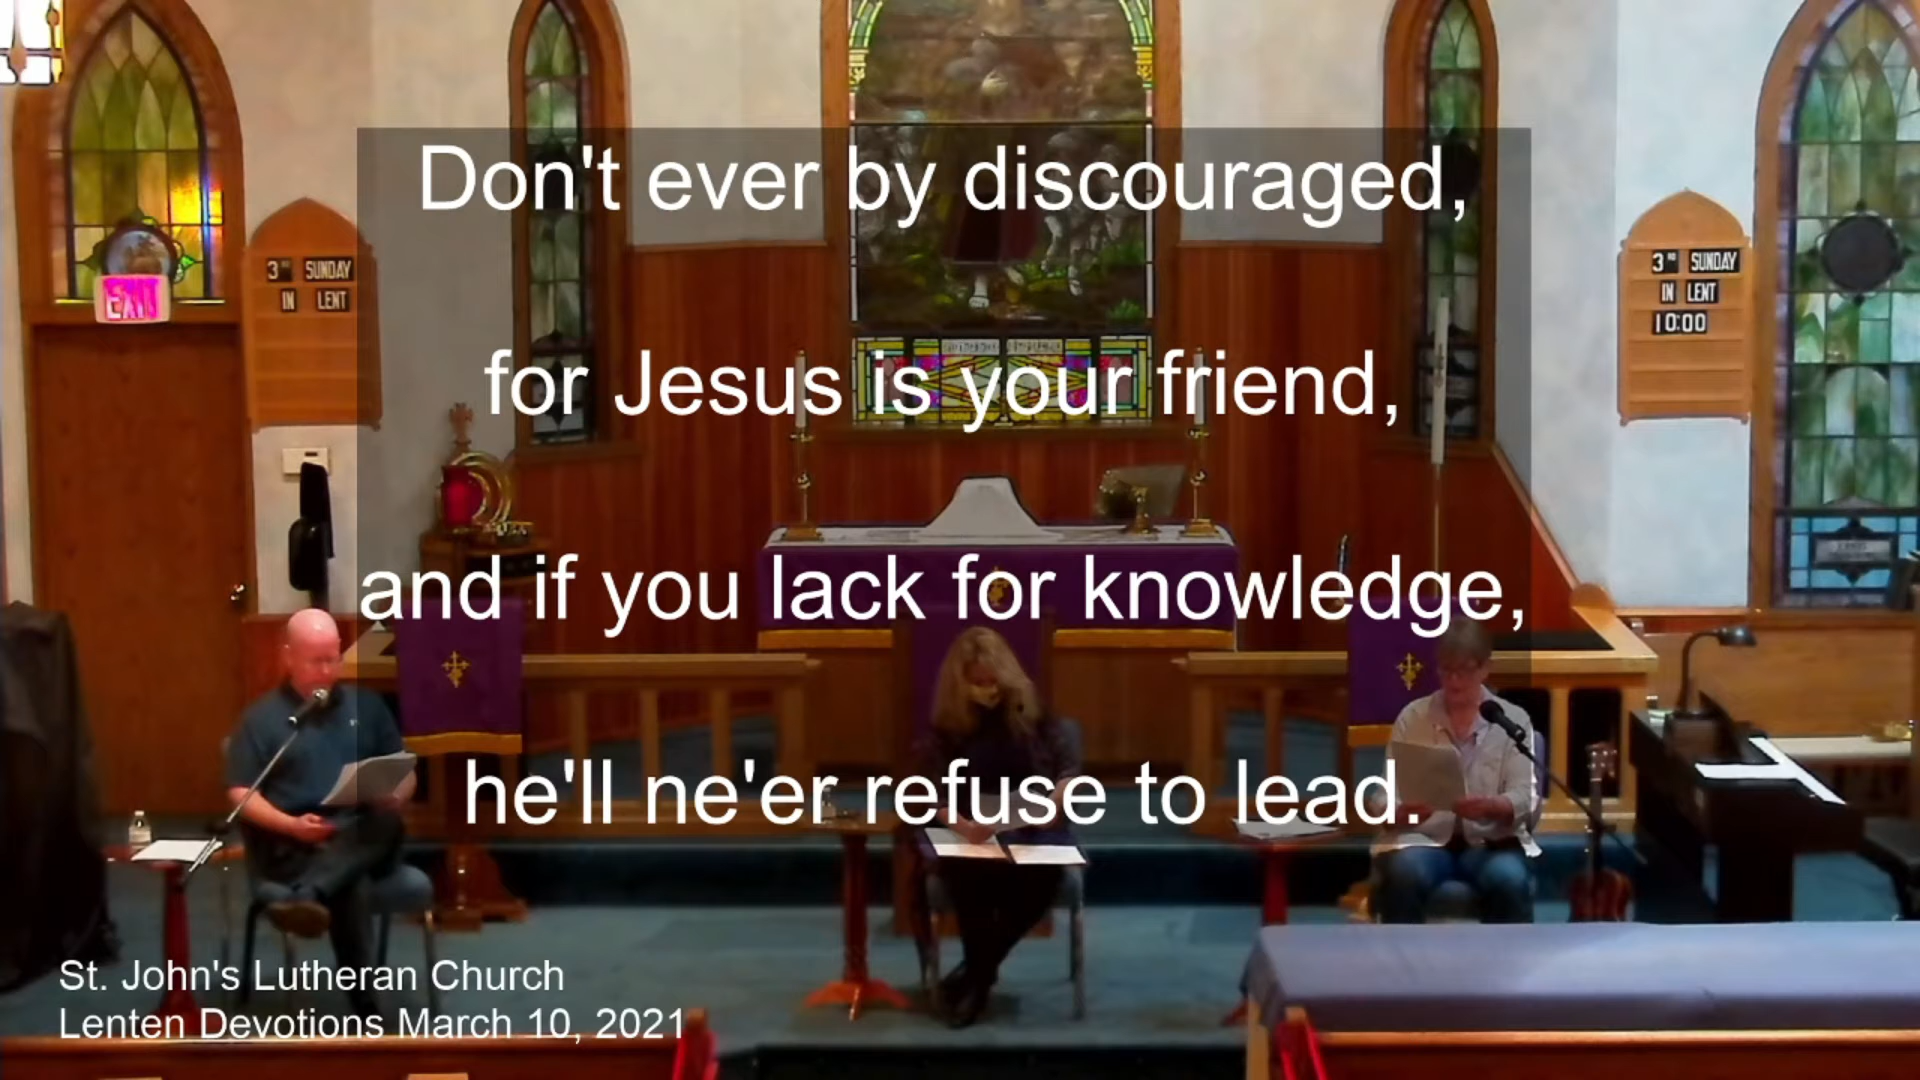 Don't ever by discouraged,
for Jesus is your friend,
and if you lack for knowledge,
he'll ne'er refuse to lead.
EXIT
3RD SUNDAY
IN LENT
3RD SUNDAY
IN LENT
10:00
St. John's Lutheran Church
Lenten Devotions March 10, 2021